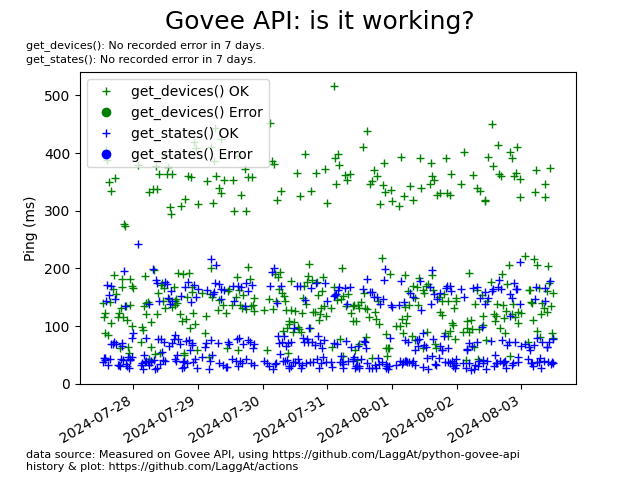 Govee API: is it working?
get_devices(): No recorded error in 7 days.
get_states(): No recorded error in 7 days.
get_devices() OK
get_devices() Error
get_states() OK
get_states() Error
Ping (ms)
500
400
300
200
100
0
2024-07-28
2024-07-29
2024-07-30
2024-07-31
2024-08-01
2024-08-02
2024-08-03
data source: Measured on Govee API, using https://github.com/LaggAt/python-govee-api
history & plot: https://github.com/LaggAt/actions